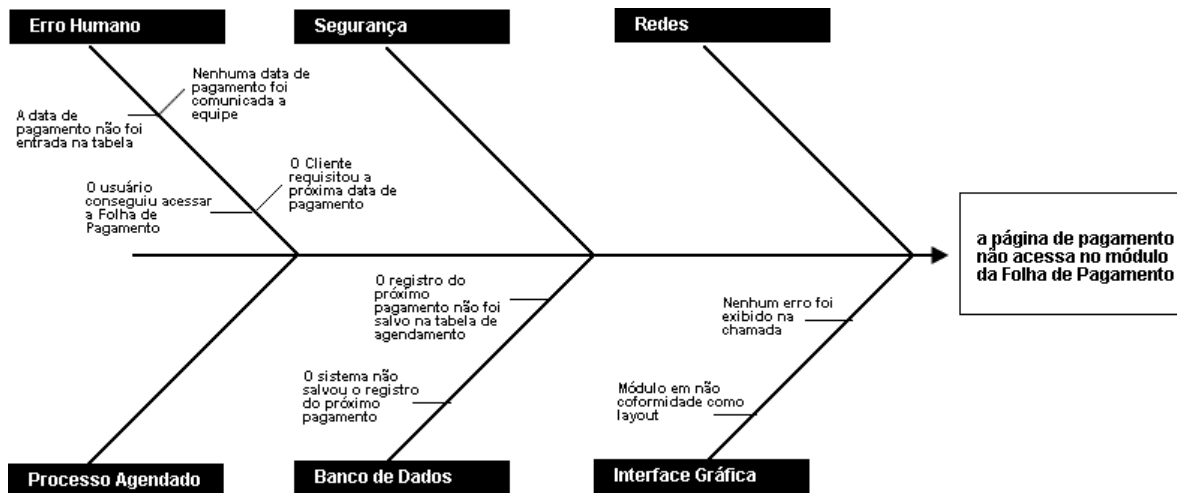 Erro Humano
Segurança
Redes
Nenhuma data de
pagamento foi
comunicada a
equipe
A data de
pagamento não foi
entrada na tabela
O Cliente
requisitou a
próxima data de
pagamento
O usuário
conseguiu acessar
a Folha de
Pagamento
a página de pagamento
não acessa no módulo
da Folha de Pagamento
O registro do
próximo
pagamento não foi
salvo na tabela de
agendamento
Nenhum erro foi
exibido na
chamada
O sistema não
salvou o registro
do próximo
pagamento
Módulo em não
coformidade como
layout
Processo Agendado
Banco de Dados
Interface Gráfica